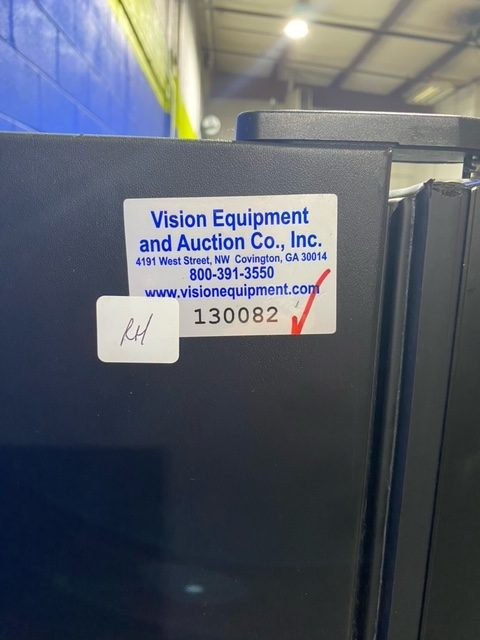 Vision Equipment
and Auction Co., Inc.
4191 West Street, NW Covington, GA 30014
800-391-3550
www.visionequipment.com
130082
RH